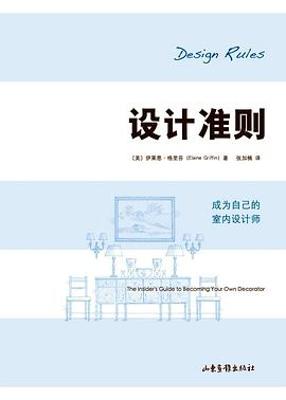 Design Rules
设计准则
(美) 伊莱恩·格里芬 (Elaine Griffin) 著 张加楠 译
成为自己的
室内设计师
The Insider's Guide to Becoming Your Own Decorator
山东画报出版社